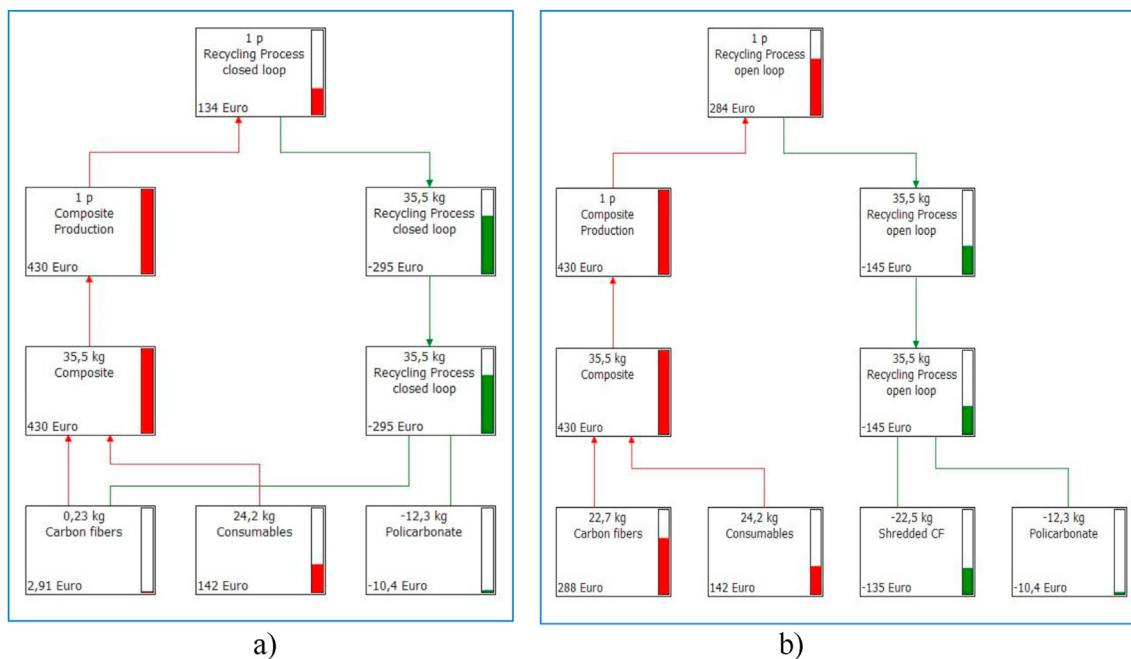 1 p
Recycling Process
closed loop
134 Euro
1 p
Composite
Production
430 Euro
35,5 kg
Recycling Process
closed loop
-295 Euro
35,5 kg
Composite
430 Euro
35,5 kg
Recycling Process
closed loop
-295 Euro
0,23 kg
Carbon fibers
2,91 Euro
24,2 kg
Consumables
142 Euro
-12,3 kg
Policarbonate
-10,4 Euro
a)
1 p
Recycling Process
open loop
284 Euro
1 p
Composite
Production
430 Euro
35,5 kg
Recycling Process
open loop
-145 Euro
35,5 kg
Composite
430 Euro
35,5 kg
Recycling Process
open loop
-145 Euro
22,7 kg
Carbon fibers
288 Euro
24,2 kg
Consumables
142 Euro
-22,5 kg
Shredded CF
-135 Euro
-12,3 kg
Policarbonate
-10,4 Euro
b)